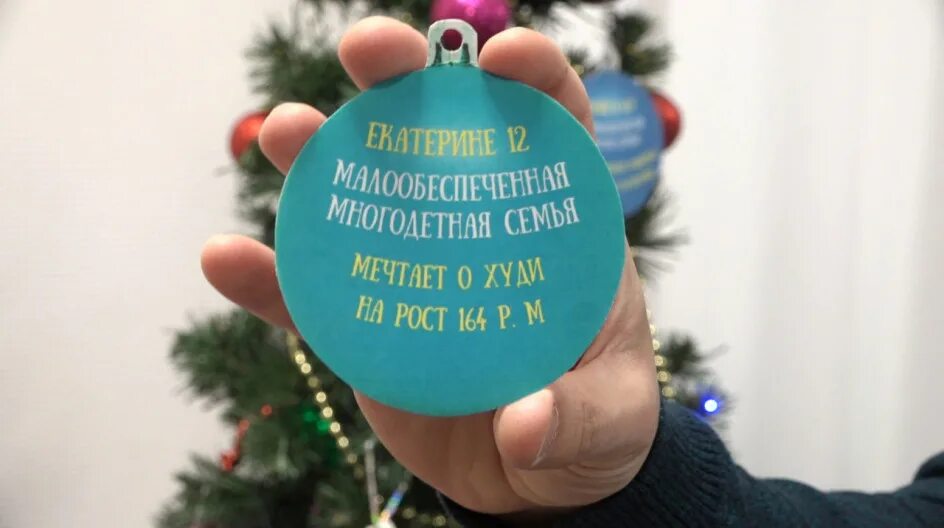 ЕКАТЕРИНЕ 12
МАЛООБЕСПЕЧЕННАЯ
МНОГОДЕТНАЯ СЕМЬЯ
МЕЧТАЕТ О ХУДИ
НА РОСТ 164 Р. М